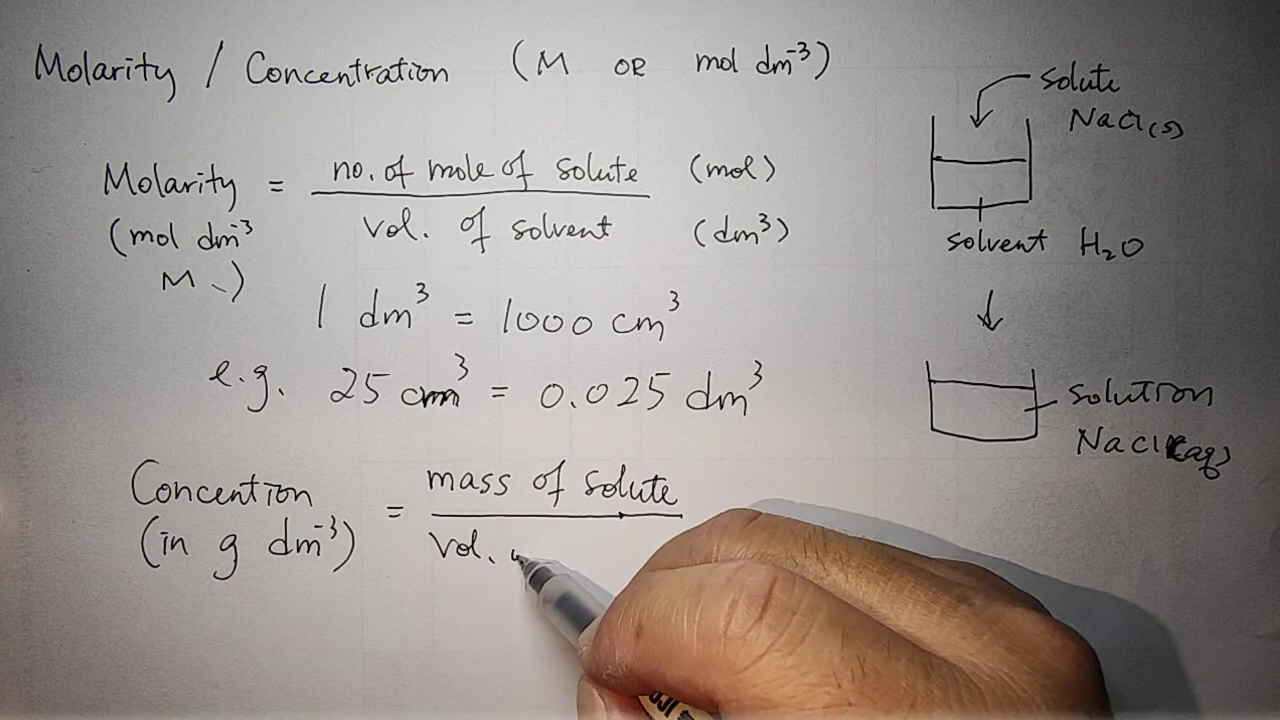 Molarity / Concentration (M OR mol dm⁻³)
solute
NaCl(s)
Molarity = no. of mole of solute (mol)
(mol dm⁻³ vol. of solvent (dm³)
M )
solvent H₂O
1 dm³ = 1000 cm³
e.g. 25 cm³ = 0.025 dm³
solution
NaCl(aq)
Concention = mass of solute
(in g dm⁻³) vol.